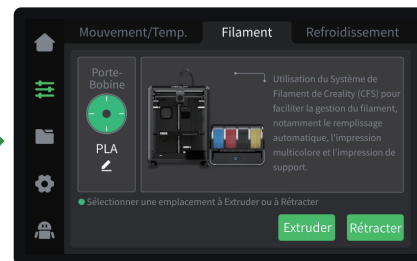 Mouvement/Temp.
Filament
Refroidissement
Porte-
Bobine
PLA
Utilisation du Système de
Filament de Creality (CFS) pour
faciliter la gestion du filament,
notamment le remplissage
automatique, l'impression
multicolore et l'impression de
support.
Sélectionner une emplacement à Extruder ou à Rétracter
Extruder
Rétracter